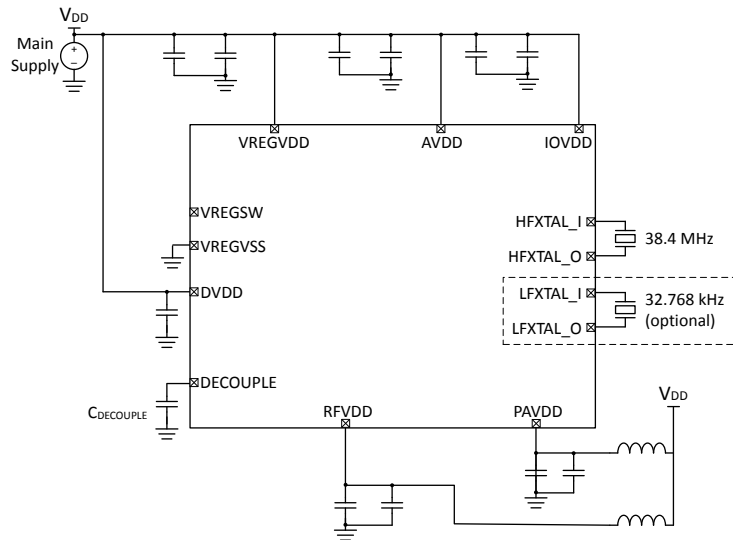 VDD
Main
Supply
+
−
VREGVDD
AVDD
IOVDD
VREGSW
HFXTAL_I
38.4 MHz
VREGVSS
HFXTAL_O
DVDD
LFXTAL_I
32.768 kHz
(optional)
LFXTAL_O
DECOUPLE
CDECOUPLE
RFVDD
PAVDD
VDD